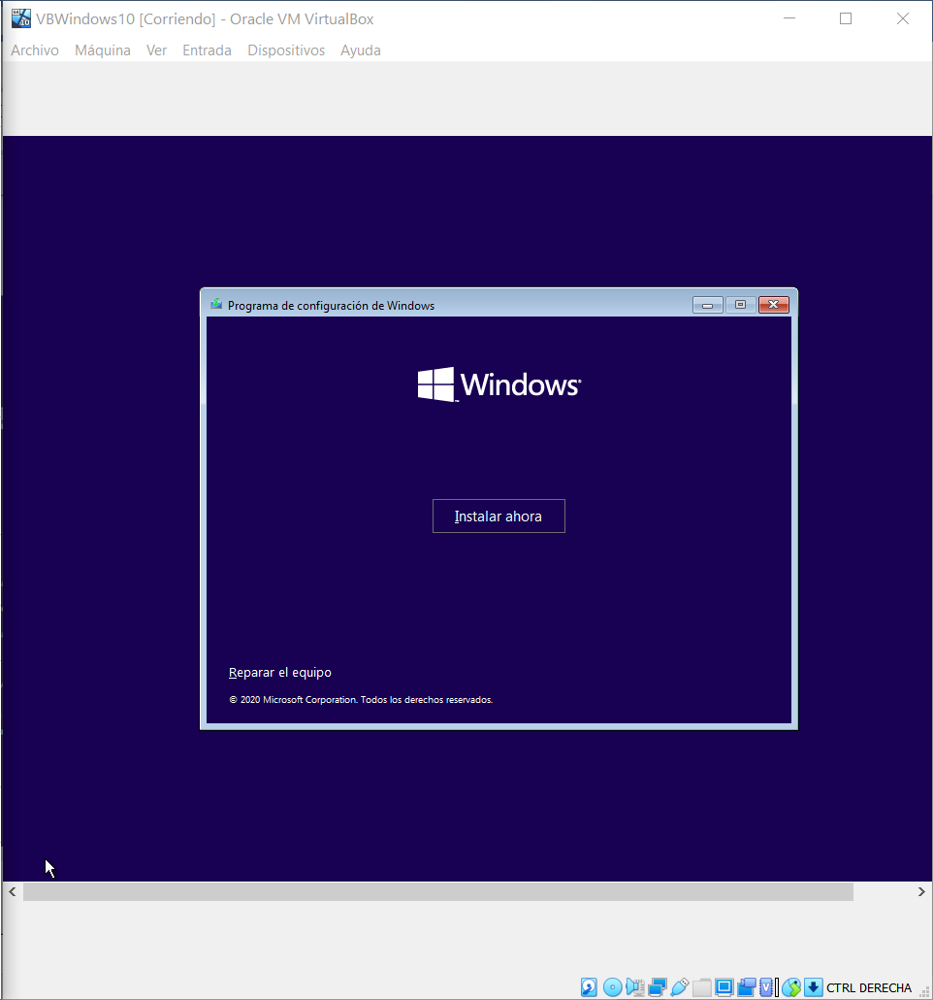 VBWindows10 [Corriendo] - Oracle VM VirtualBox
Archivo Máquina Ver Entrada Dispositivos Ayuda
Programa de configuración de Windows
Windows
Instalar ahora
Reparar el equipo
© 2020 Microsoft Corporation. Todos los derechos reservados.
CTRL DERECHA